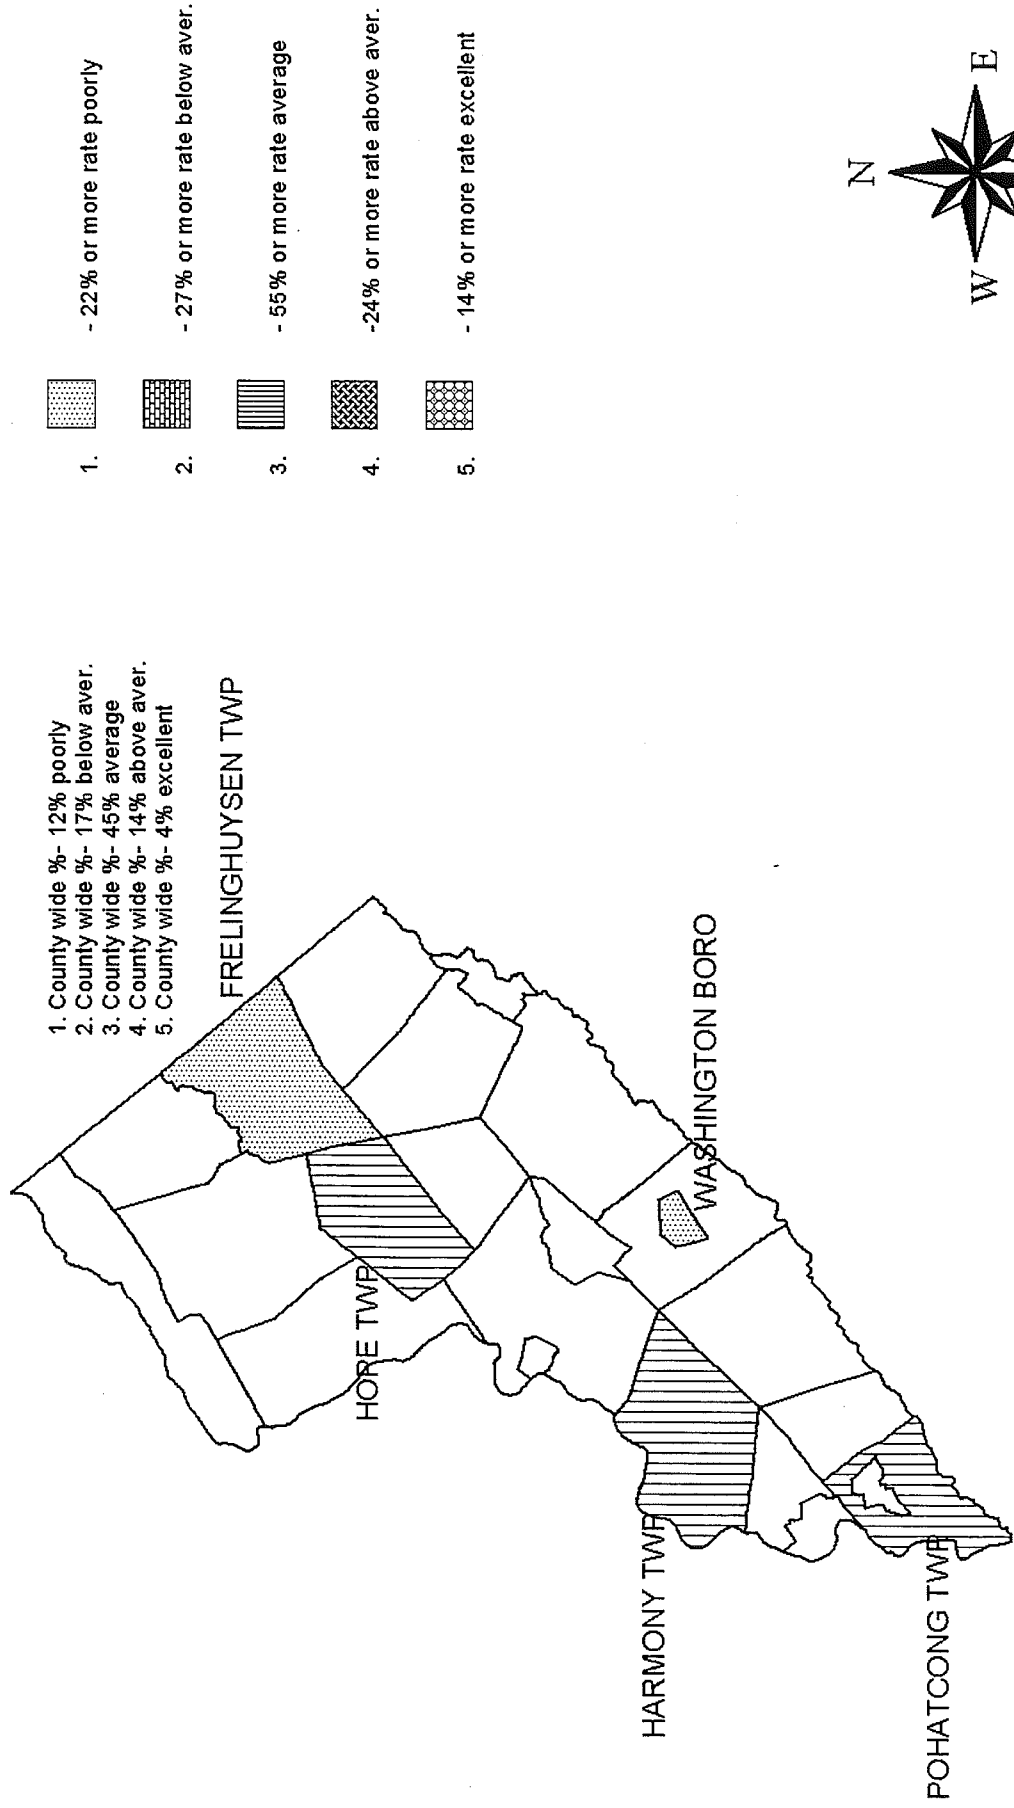 1. County wide %- 12% poorly
2. County wide %- 17% below aver.
3. County wide %- 45% average
4. County wide %- 14% above aver.
5. County wide %- 4% excellent
1. - 22% or more rate poorly
2. - 27% or more rate below aver.
3. - 55% or more rate average
4. -24% or more rate above aver.
5. - 14% or more rate excellent
FRELINGHUYSEN TWP
HOPE TWP
WASHINGTON BORO
HARMONY TWP
POHATCONG TWP
N
W
E